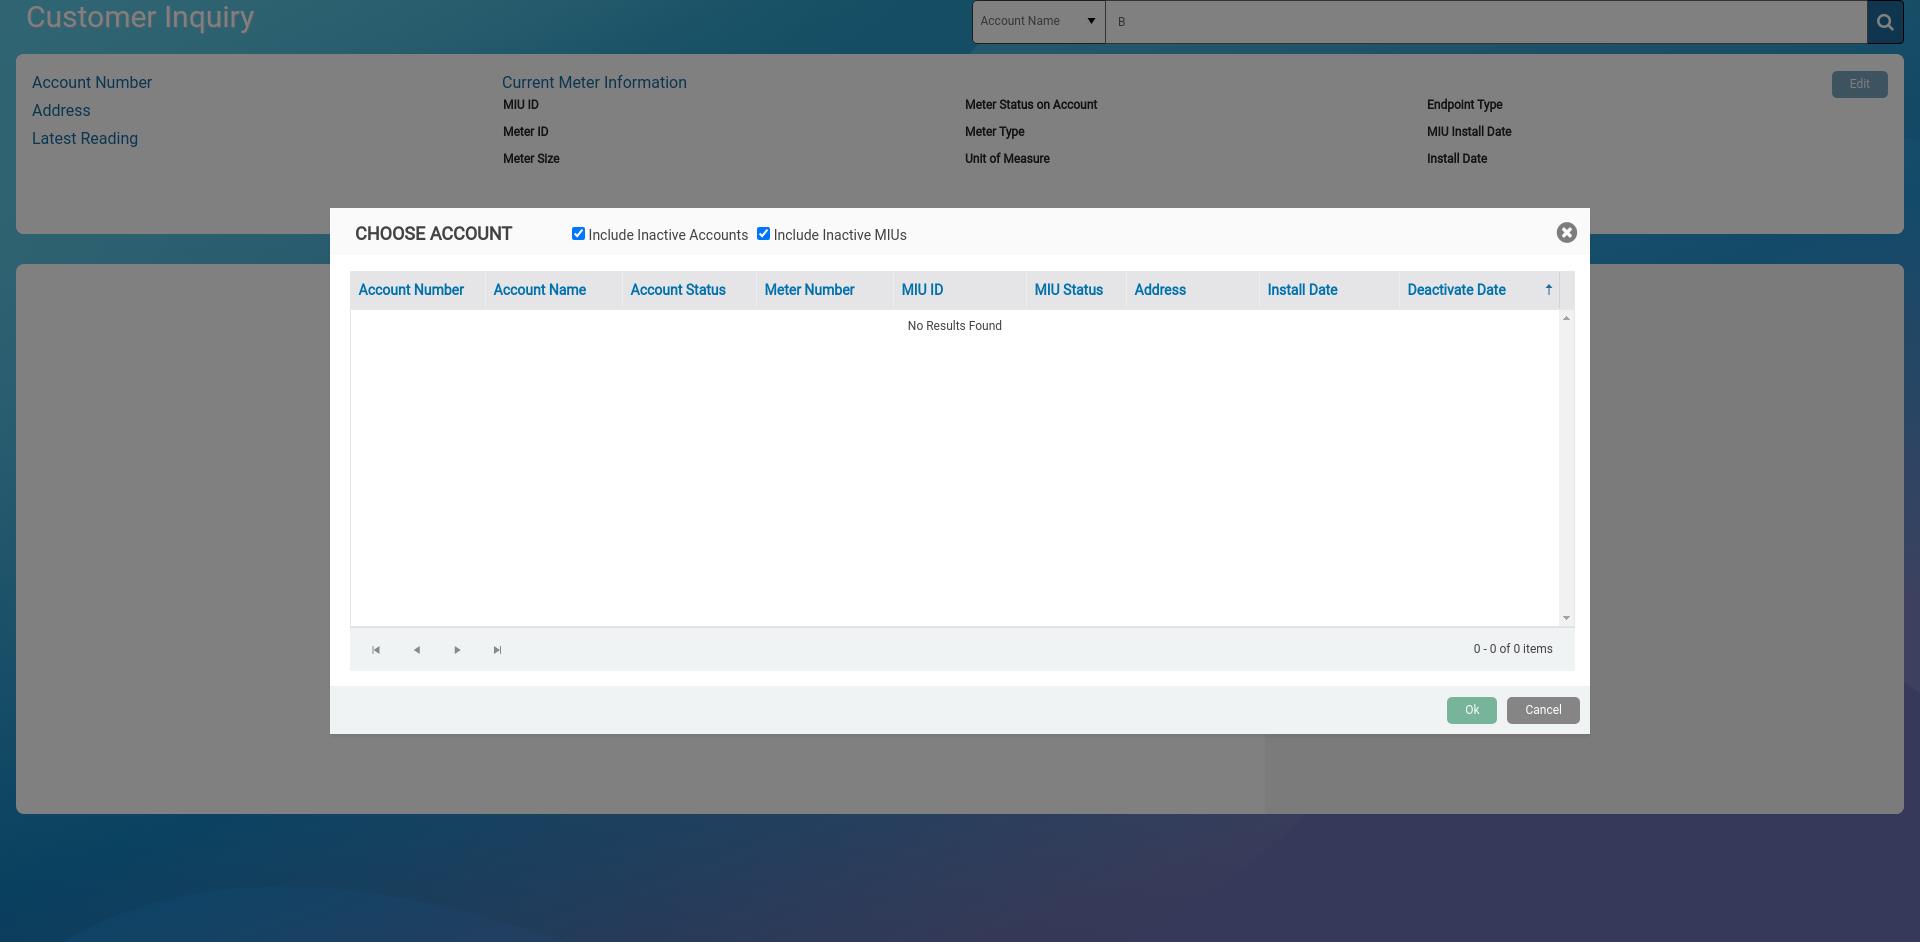 Customer Inquiry
Account Name
B
Account Number
Address
Latest Reading
Current Meter Information
MIU ID
Meter ID
Meter Size
Meter Status on Account
Meter Type
Unit of Measure
Endpoint Type
MIU Install Date
Install Date
Edit
CHOOSE ACCOUNT
Include Inactive Accounts
Include Inactive MIUs
Account Number
Account Name
Account Status
Meter Number
MIU ID
MIU Status
Address
Install Date
Deactivate Date
No Results Found
0 - 0 of 0 items
Ok
Cancel